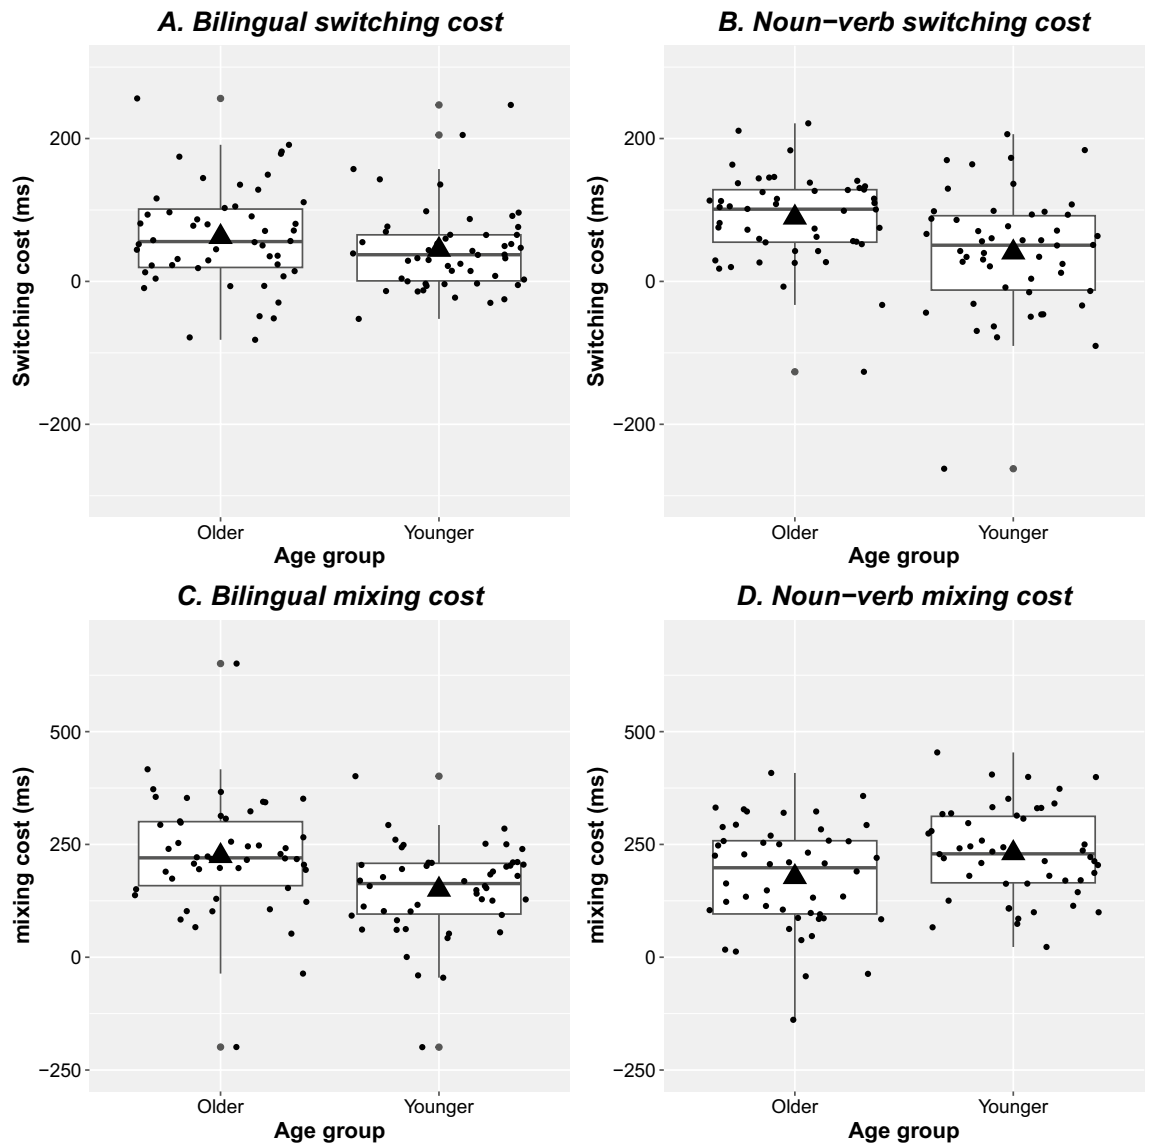 A. Bilingual switching cost
Switching cost (ms)
200
0
−200
Older
Younger
Age group
B. Noun−verb switching cost
Switching cost (ms)
200
0
−200
Older
Younger
Age group
C. Bilingual mixing cost
mixing cost (ms)
500
250
0
−250
Older
Younger
Age group
D. Noun−verb mixing cost
mixing cost (ms)
500
250
0
−250
Older
Younger
Age group